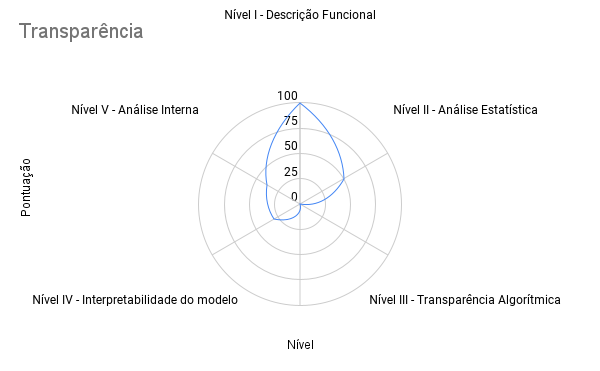 Transparência
Nível I - Descrição Funcional
Nível V - Análise Interna
Nível II - Análise Estatística
100
75
50
25
0
Pontuação
Nível IV - Interpretabilidade do modelo
Nível III - Transparência Algorítmica
Nível